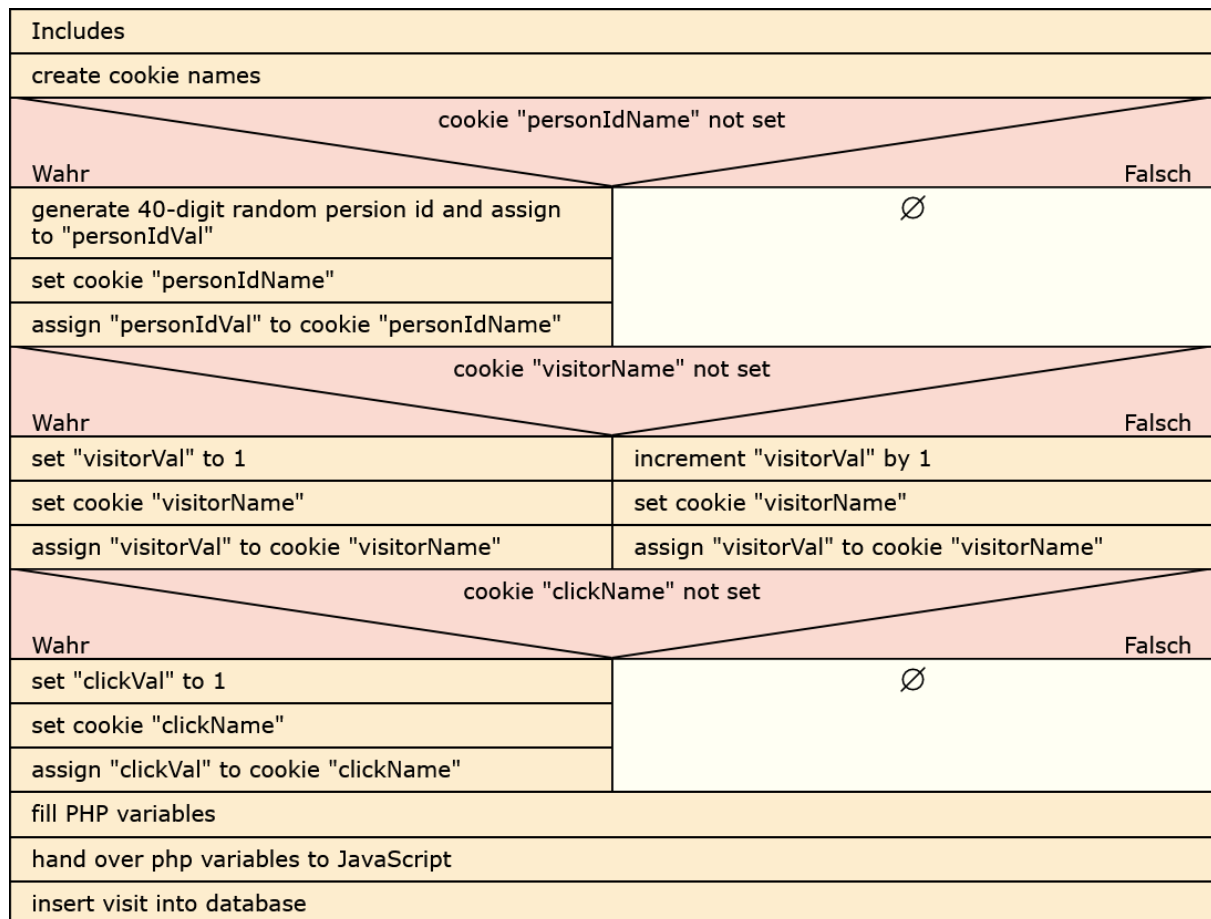 Includes
create cookie names
cookie "personIdName" not set
Wahr
Falsch
generate 40-digit random persion id and assign
to "personIdVal"
∅
set cookie "personIdName"
assign "personIdVal" to cookie "personIdName"
cookie "visitorName" not set
Wahr
Falsch
set "visitorVal" to 1
increment "visitorVal" by 1
set cookie "visitorName"
set cookie "visitorName"
assign "visitorVal" to cookie "visitorName"
assign "visitorVal" to cookie "visitorName"
cookie "clickName" not set
Wahr
Falsch
set "clickVal" to 1
∅
set cookie "clickName"
assign "clickVal" to cookie "clickName"
fill PHP variables
hand over php variables to JavaScript
insert visit into database